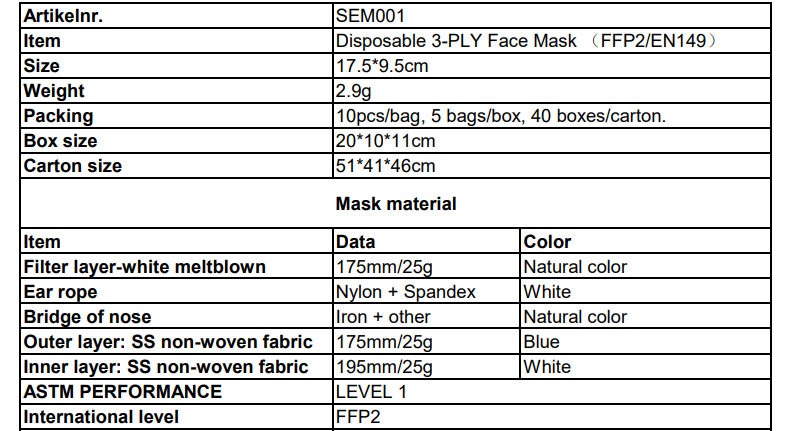 Artikelnr. SEM001
Item Disposable 3-PLY Face Mask （FFP2/EN149）
Size 17.5*9.5cm
Weight 2.9g
Packing 10pcs/bag, 5 bags/box, 40 boxes/carton.
Box size 20*10*11cm
Carton size 51*41*46cm
Mask material
Item Data Color
Filter layer-white meltblown 175mm/25g Natural color
Ear rope Nylon + Spandex White
Bridge of nose Iron + other Natural color
Outer layer: SS non-woven fabric 175mm/25g Blue
Inner layer: SS non-woven fabric 195mm/25g White
ASTM PERFORMANCE LEVEL 1
International level FFP2